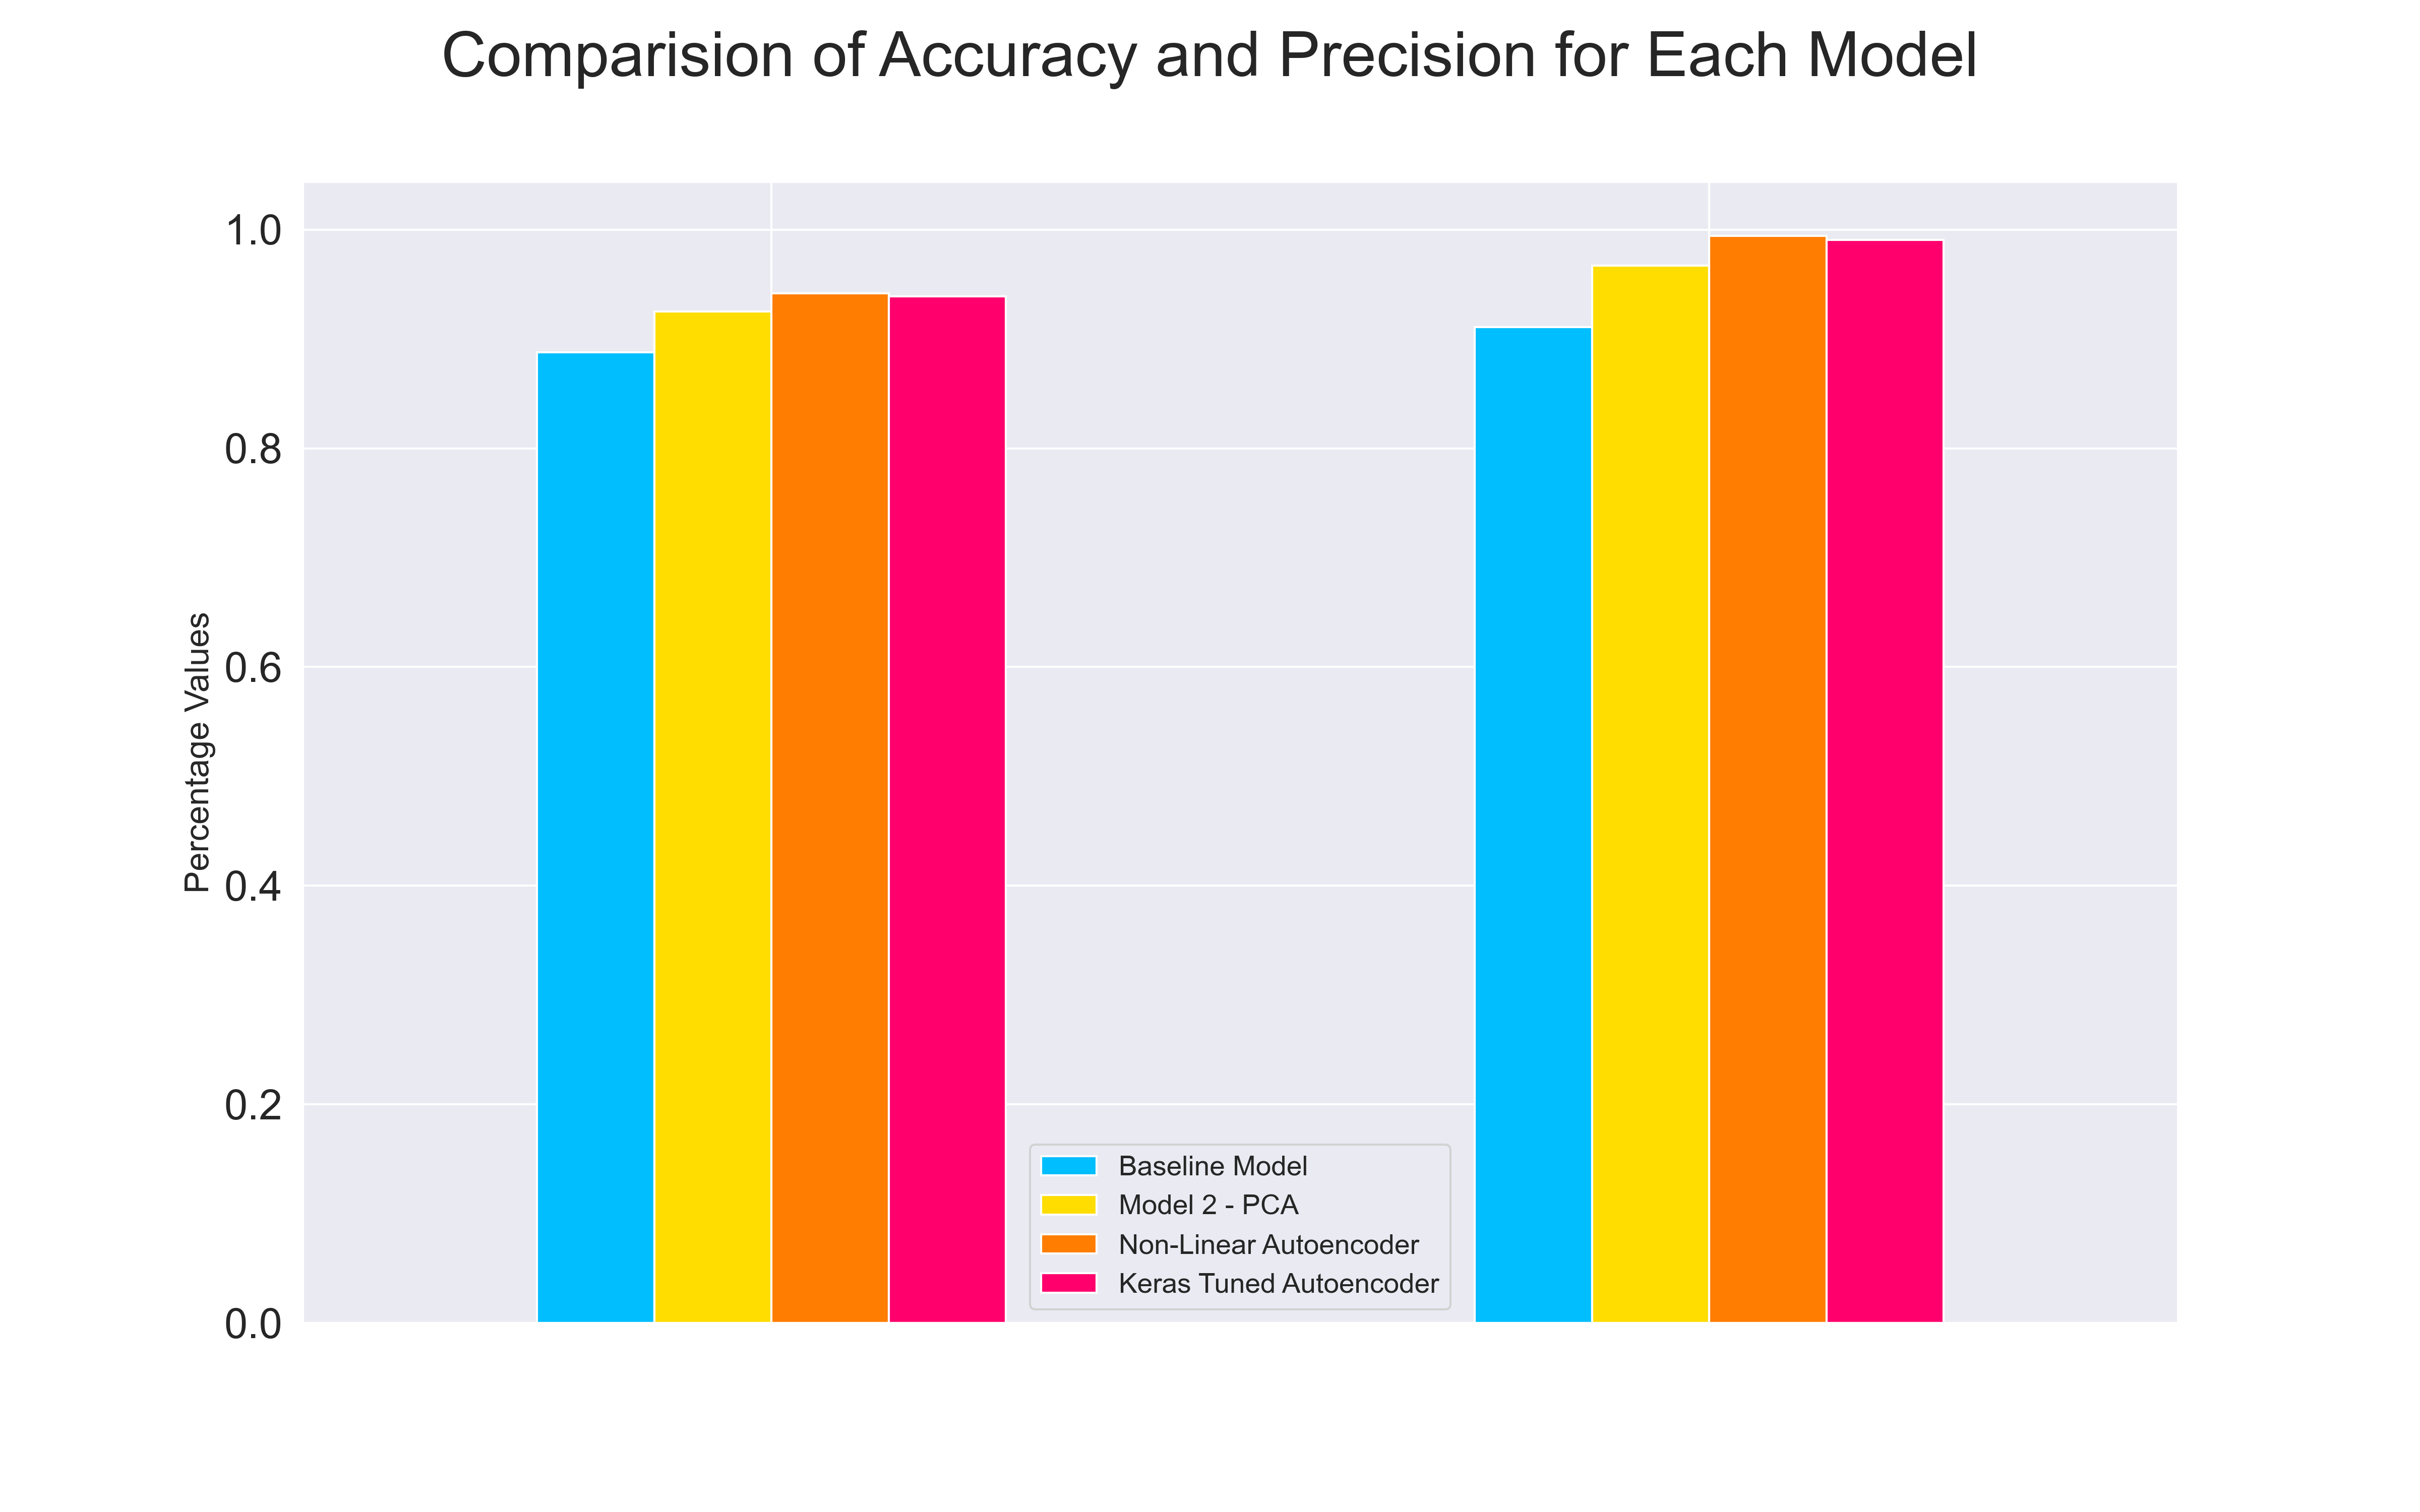 Comparision of Accuracy and Precision for Each Model
1.0
0.8
0.6
0.4
0.2
0.0
Percentage Values
Baseline Model
Model 2 - PCA
Non-Linear Autoencoder
Keras Tuned Autoencoder